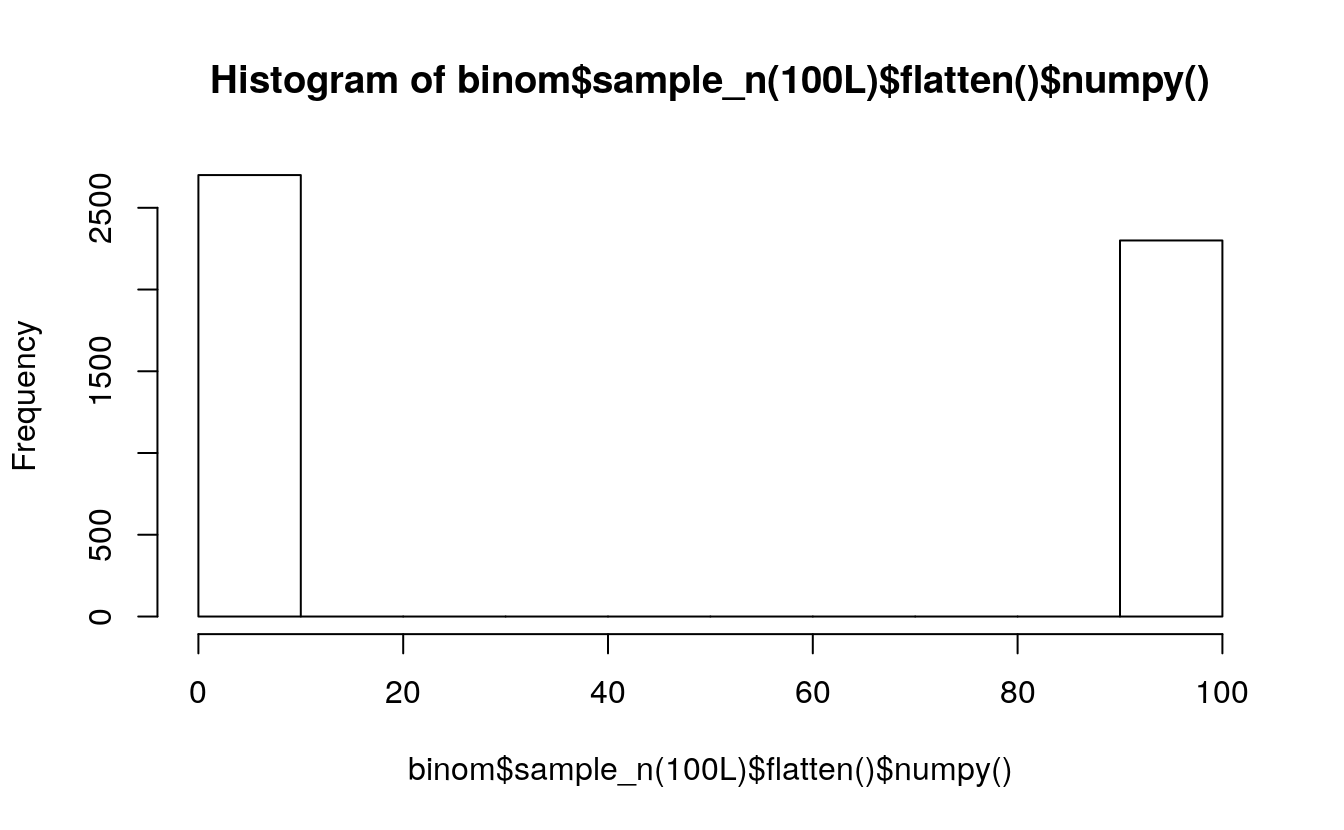 Histogram of binom$sample_n(100L)$flatten()$numpy()
Frequency
2500
1500
500
0
0 20 40 60 80 100
binom$sample_n(100L)$flatten()$numpy()